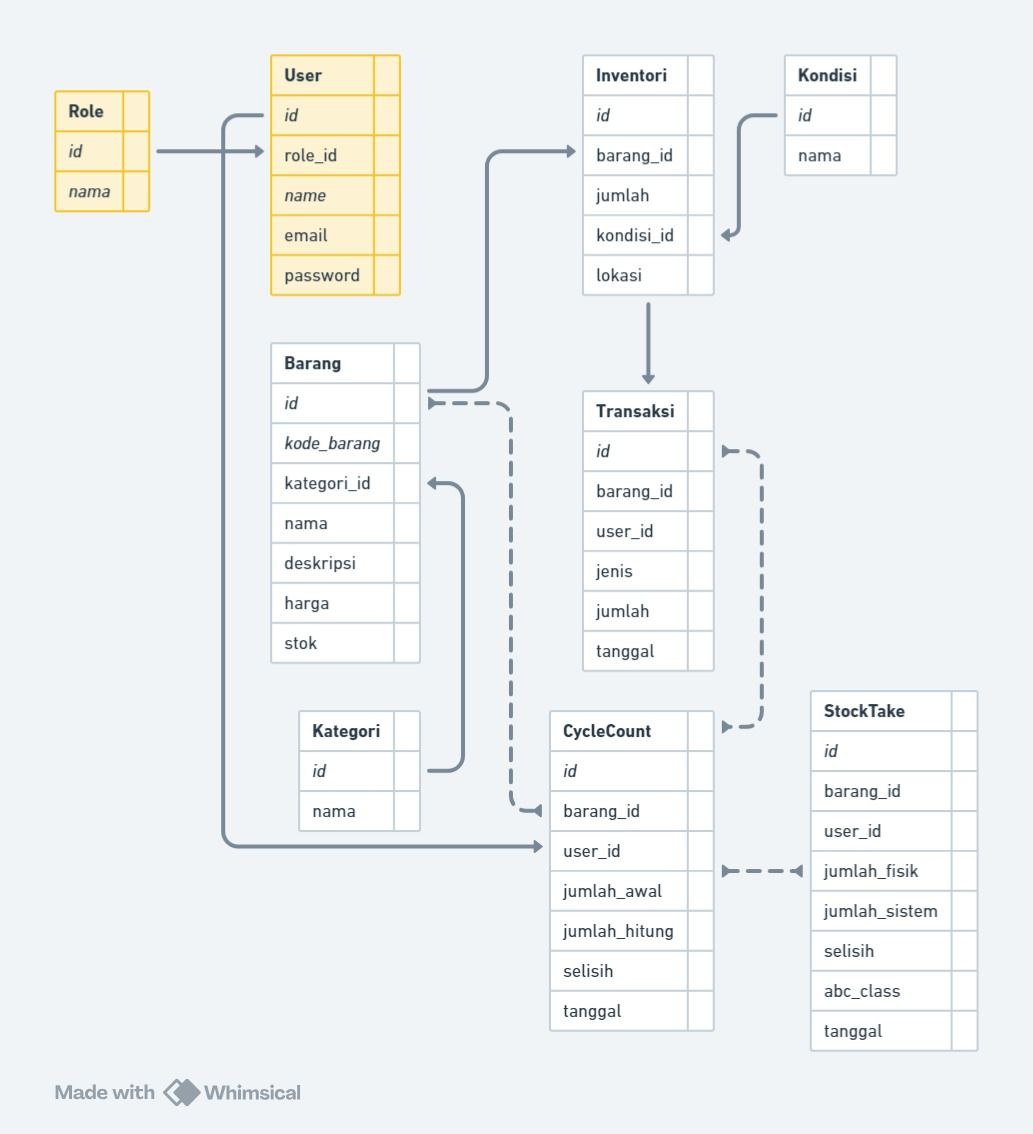 Role
id
nama
User
id
role_id
name
email
password
Inventori
id
barang_id
jumlah
kondisi_id
lokasi
Kondisi
id
nama
Barang
id
kode_barang
kategori_id
nama
deskripsi
harga
stok
Transaksi
id
barang_id
user_id
jenis
jumlah
tanggal
Kategori
id
nama
CycleCount
id
barang_id
user_id
jumlah_awal
jumlah_hitung
selisih
tanggal
StockTake
id
barang_id
user_id
jumlah_fisik
jumlah_sistem
selisih
abc_class
tanggal
Made with Whimsical